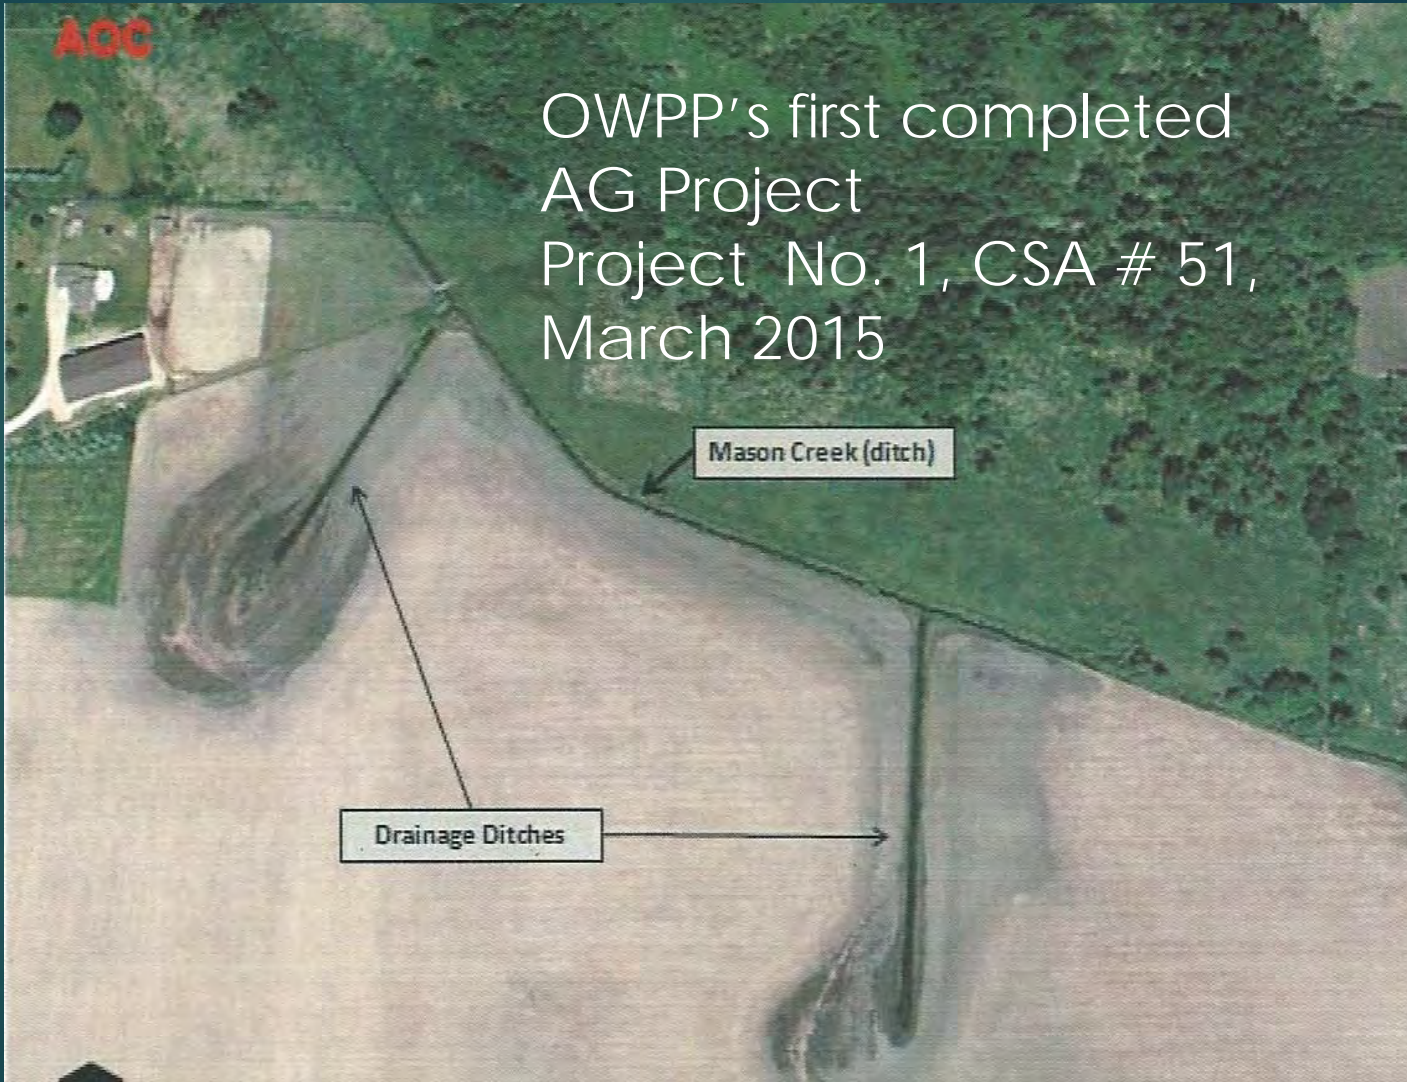 AOC
OWPP's first completed
AG Project
Project No. 1, CSA # 51,
March 2015
Mason Creek (ditch)
Drainage Ditches